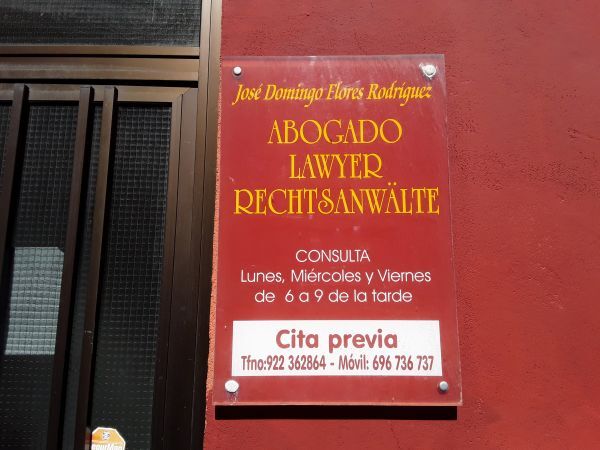 José Domingo Flores Rodríguez
ABOGADO
LAWYER
RECHTSANWÄLTE
CONSULTA
Lunes, Miércoles y Viernes
de 6 a 9 de la tarde
Cita previa
Tfno:922 362864 - Móvil: 696 736 737